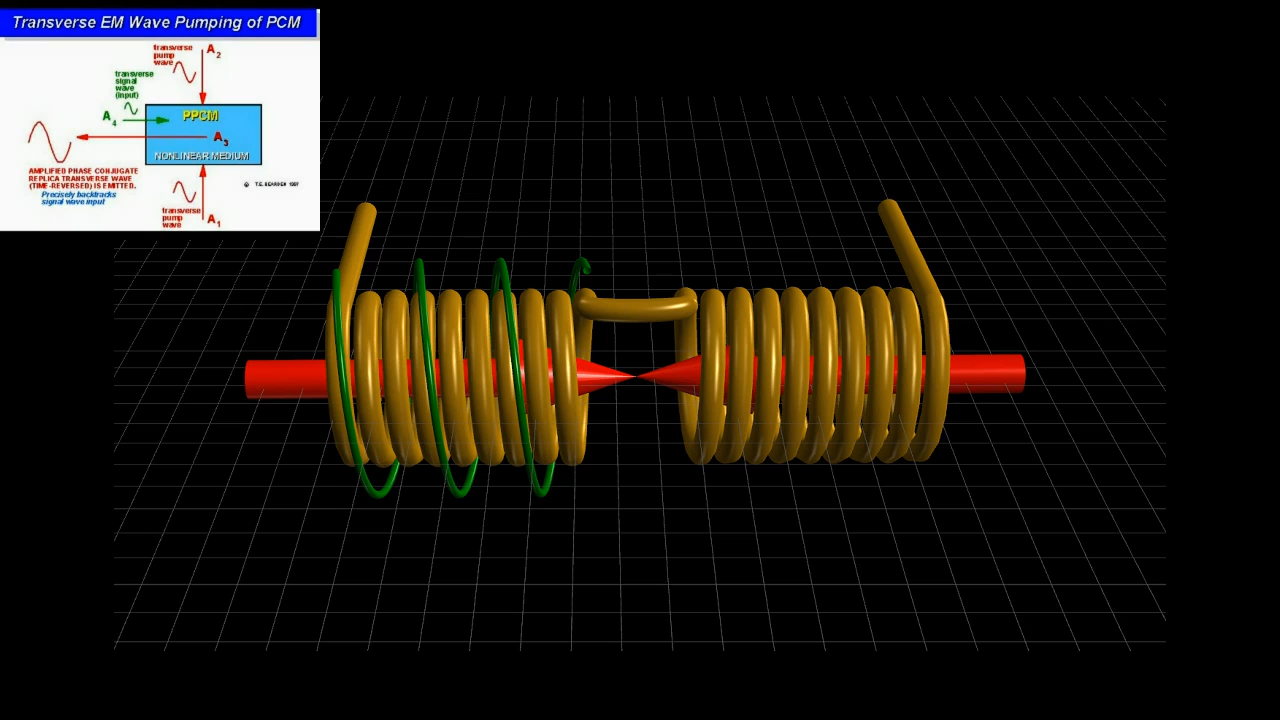 Transverse EM Wave Pumping of PCM
transverse
pump
wave
A2
transverse
signal
wave
(input)
A4
PPCM
A3
NONLINEAR MEDIUM
AMPLIFIED PHASE CONJUGATE
REPLICA TRANSVERSE WAVE
(TIME-REVERSED) IS EMITTED.
Precisely backtracks
signal wave input
© T.E. BEARDEN 1997
transverse
pump
wave
A1